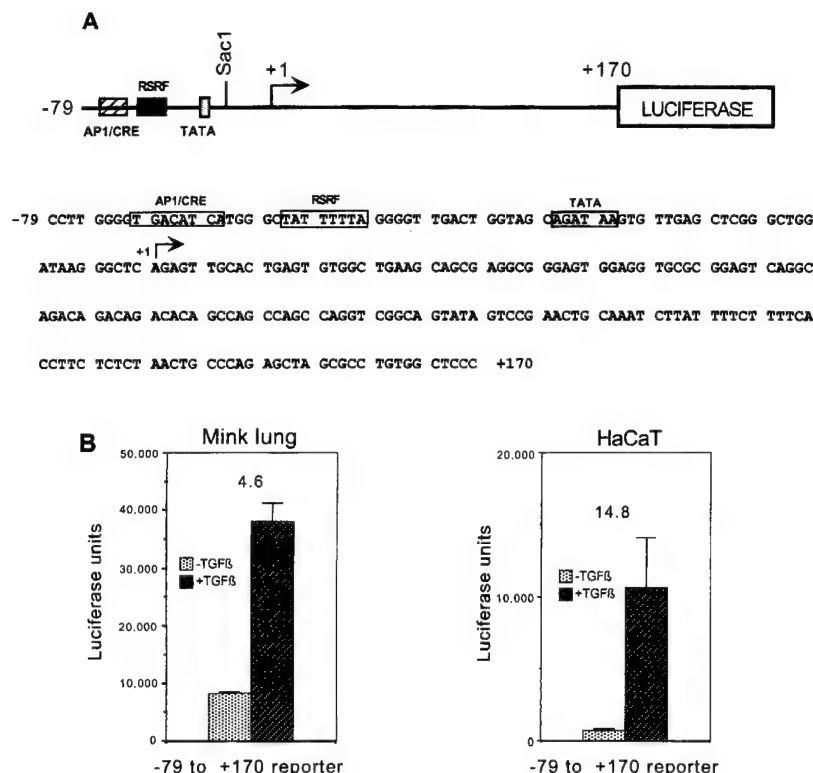 A
Sac1
RSRF
+1
+170
-79
LUCIFERASE
AP1/CRE
TATA
AP1/CRE
RSRF
TATA
-79 CCTT GGGGT GACATC ATGG GCTAT TTTTA GGGGT TGACT GGTAGC AGATAA GTG TTGAG CTCGG GCTGG
+1
ATAAG GGCTC AGAGT TGCAC TGAGT GTGGC TGAAG CAGCG AGGCG GGAGT GGAGG TGCGC GGAGT CAGGC
AGACA GACAG ACACA GCCAG CCAGC CAGGT CGGCA GTATA GTCCG AACTG CAAAT CTTAT TTTCT TTTCA
CCTTC TCTCT AACTG CCCAG AGCTA GCGCC TGTGG CTCCC +170
B
Mink lung
50,000
40,000
30,000
20,000
10,000
0
Luciferase units
4.6
-TGFß
+TGFß
-79 to +170 reporter
HaCaT
20,000
10,000
0
Luciferase units
14.8
-TGFß
+TGFß
-79 to +170 reporter